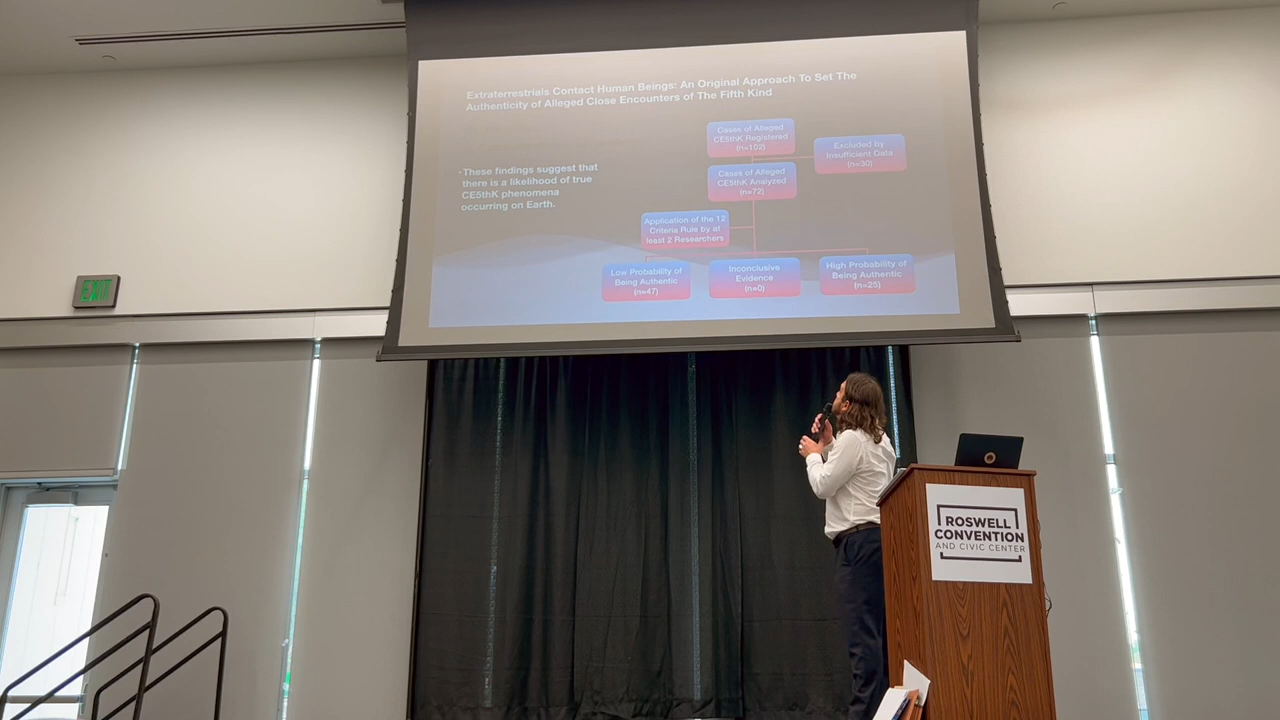 Extraterrestrials Contact Human Beings: An Original Approach To Set The
Authenticity of Alleged Close Encounters of The Fifth Kind
• These findings suggest that
there is a likelihood of true
CE5thK phenomena
occurring on Earth.
Cases of Alleged
CE5thK Registered
(n=102)
Excluded by
Insufficient Data
(n=30)
Cases of Alleged
CE5thK Analyzed
(n=72)
Application of the 12
Criteria Rule by at
least 2 Researchers
Low Probability of
Being Authentic
(n=47)
Inconclusive
Evidence
(n=0)
High Probability of
Being Authentic
(n=25)
EXIT
ROSWELL
CONVENTION
AND CIVIC CENTER